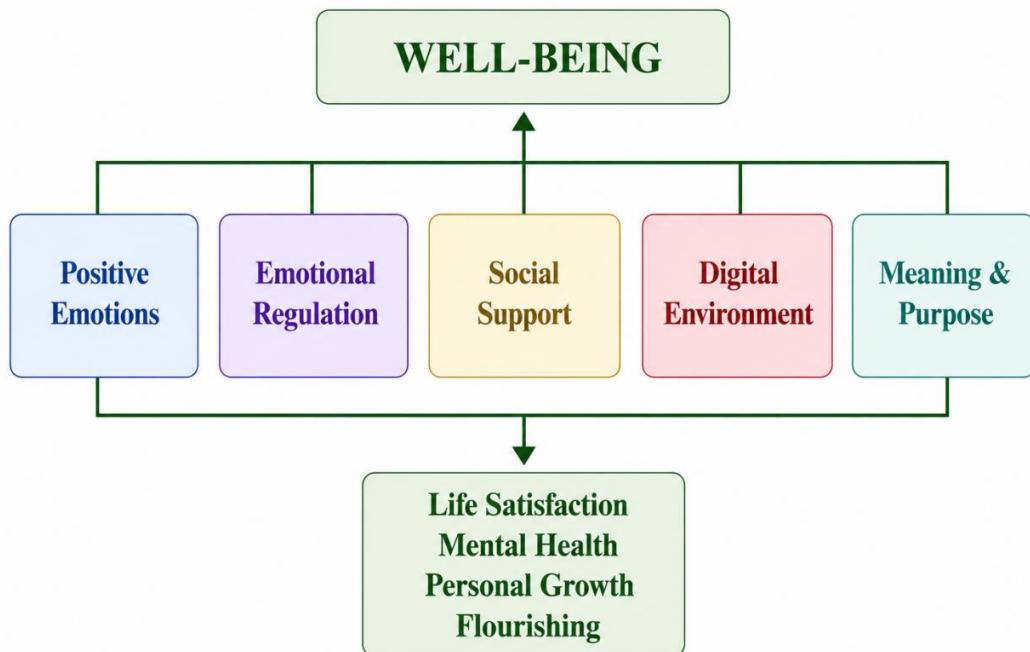 WELL-BEING
Positive
Emotions
Emotional
Regulation
Social
Support
Digital
Environment
Meaning &
Purpose
Life Satisfaction
Mental Health
Personal Growth
Flourishing